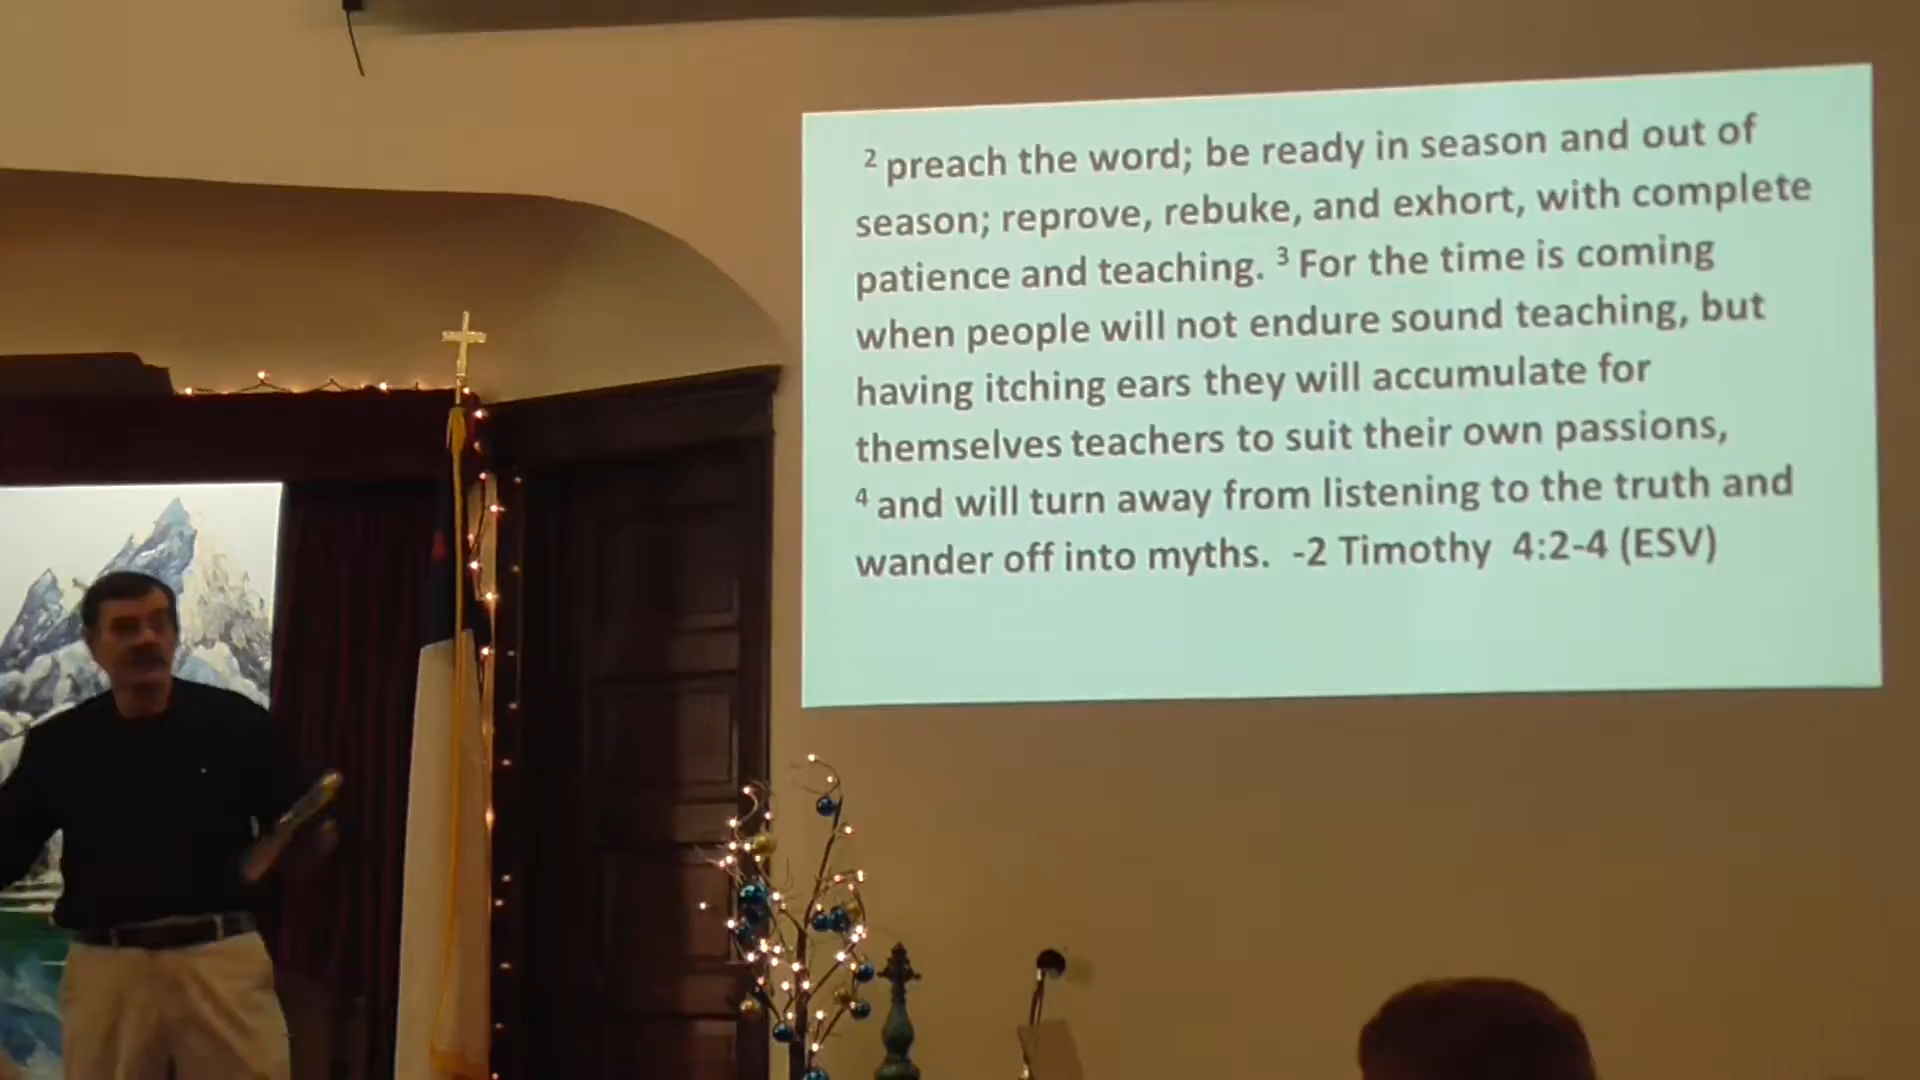 2 preach the word; be ready in season and out of
season; reprove, rebuke, and exhort, with complete
patience and teaching. 3 For the time is coming
when people will not endure sound teaching, but
having itching ears they will accumulate for
themselves teachers to suit their own passions,
4 and will turn away from listening to the truth and
wander off into myths.  -2 Timothy  4:2-4 (ESV)